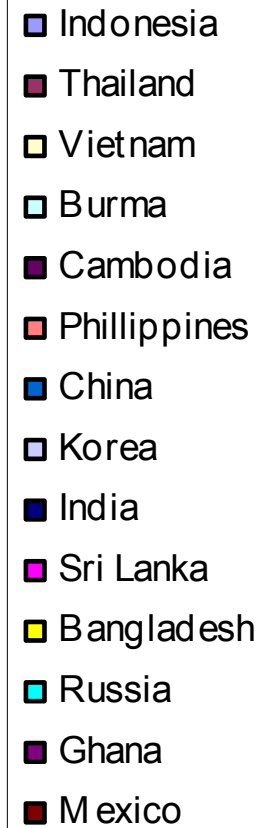 Indonesia
Thailand
Vietnam
Burma
Cambodia
Phillippines
China
Korea
India
Sri Lanka
Bangladesh
Russia
Ghana
Mexico